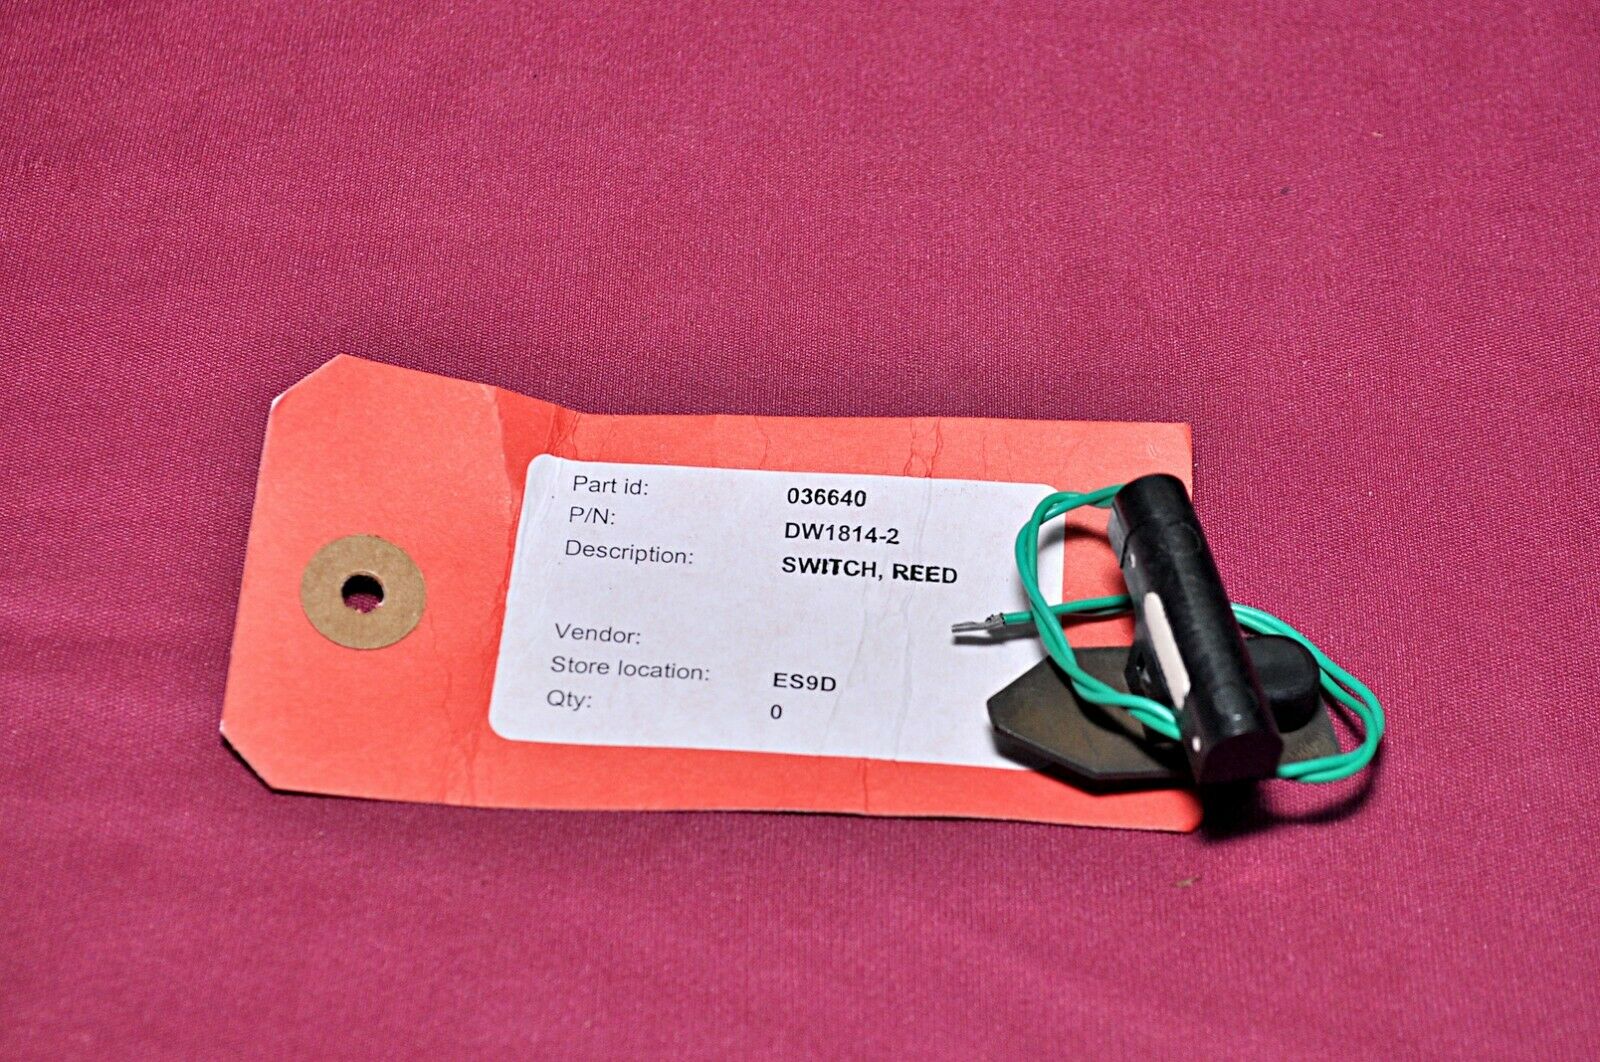 Part id: 036640
P/N: DW1814-2
Description: SWITCH, REED
Vendor:
Store location: ES9D
Qty: 0